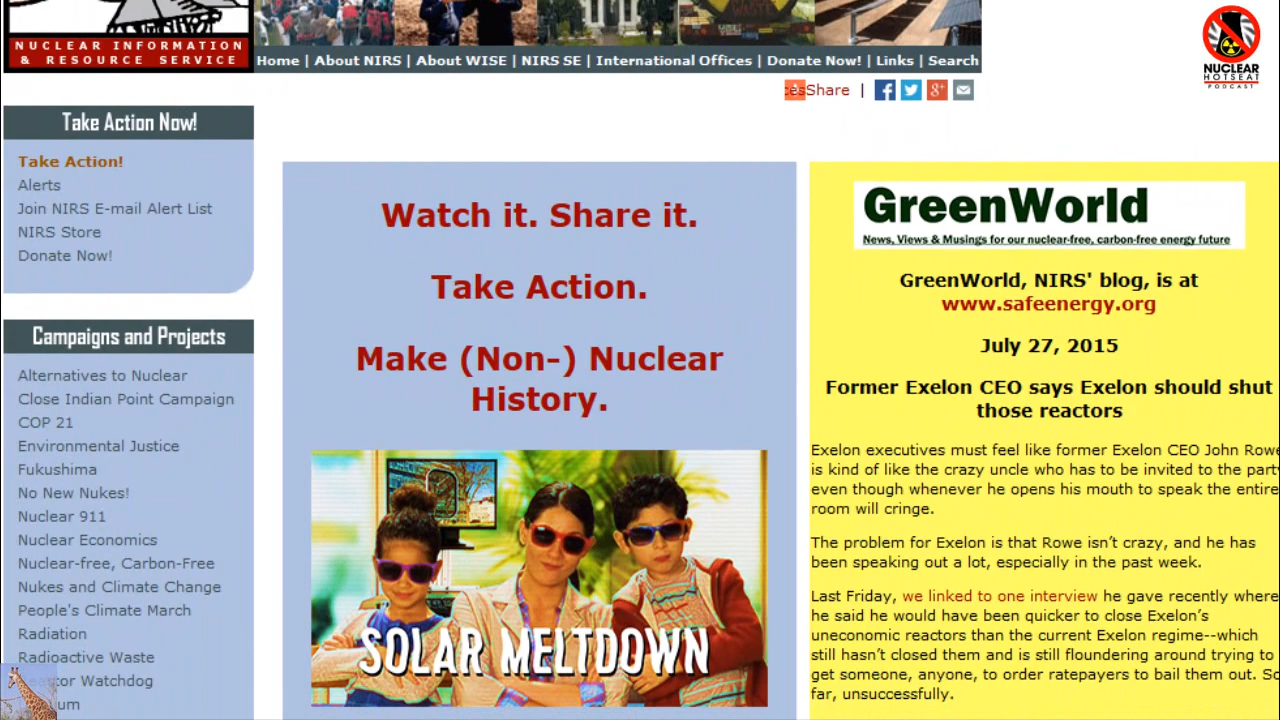 NUCLEAR INFORMATION
& RESOURCE SERVICE
Home | About NIRS | About WISE | NIRS SE | International Offices | Donate Now! | Links | Search
Share |
NUCLEAR
HOTSEAT
PODCAST
Take Action Now!
Take Action!
Alerts
Join NIRS E-mail Alert List
NIRS Store
Donate Now!
Campaigns and Projects
Alternatives to Nuclear
Close Indian Point Campaign
COP 21
Environmental Justice
Fukushima
No New Nukes!
Nuclear 911
Nuclear Economics
Nuclear-free, Carbon-Free
Nukes and Climate Change
People's Climate March
Radiation
Radioactive Waste
Watchdog
Watch it. Share it.
Take Action.
Make (Non-) Nuclear
History.
SOLAR MELTDOWN
GreenWorld
News, Views & Musings for our nuclear-free, carbon-free energy future
GreenWorld, NIRS' blog, is at
www.safeenergy.org
July 27, 2015
Former Exelon CEO says Exelon should shut
those reactors
Exelon executives must feel like former Exelon CEO John Rowe
is kind of like the crazy uncle who has to be invited to the party
even though whenever he opens his mouth to speak the entire
room will cringe.
The problem for Exelon is that Rowe isn't crazy, and he has
been speaking out a lot, especially in the past week.
Last Friday, we linked to one interview he gave recently where
he said he would have been quicker to close Exelon's
uneconomic reactors than the current Exelon regime--which
still hasn't closed them and is still floundering around trying to
get someone, anyone, to order ratepayers to bail them out. So
far, unsuccessfully.